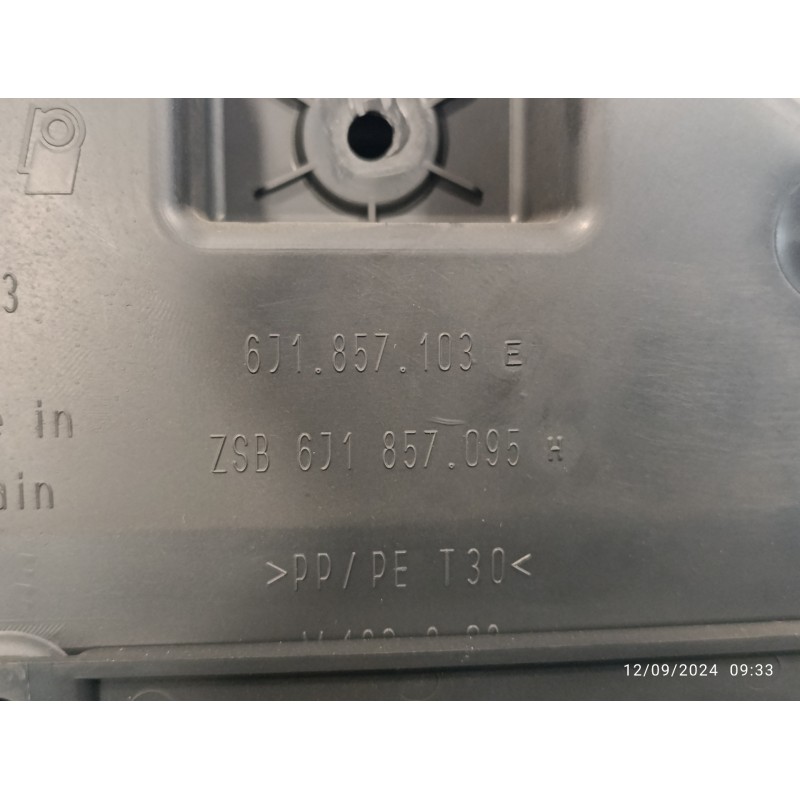 3
6J1.857.103 E
e in
ZSB 6J1 857.095 H
ain
>PP/PE T30<
12/09/2024 09:33